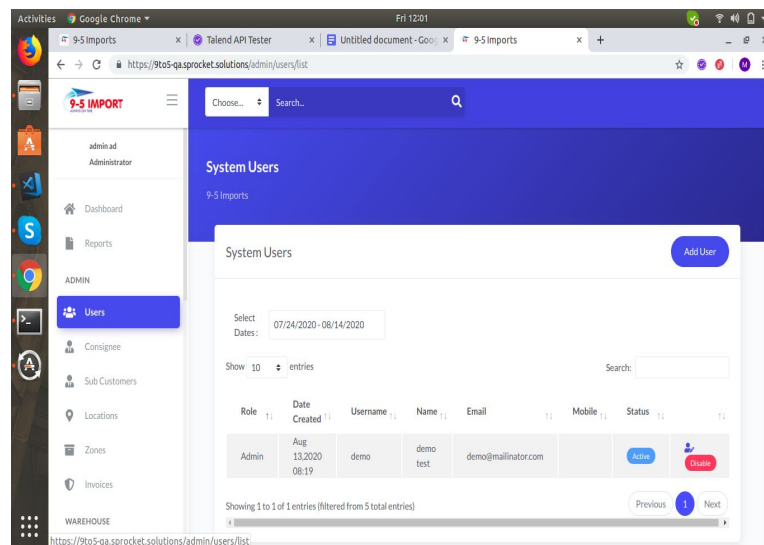 Activities Google Chrome Fri 12:01
9-5 Imports Talend API Tester Untitled document - Goog 9-5 Imports
https://9to5-qa.sprocket.solutions/admin/users/list M
9-5 IMPORT Choose... Search...
admin ad
Administrator
System Users
9-5 Imports
Dashboard
Reports
ADMIN
Users
Consignee
Sub Customers
Locations
Zones
Invoices
WAREHOUSE
System Users Add User
Select
Dates :
07/24/2020 - 08/14/2020
Show 10 entries Search:
Role Date Created Username Name Email Mobile Status
Admin Aug 13,2020 08:19 demo demo test demo@mailinator.com Active Disable
Showing 1 to 1 of 1 entries (filtered from 5 total entries) Previous 1 Next
https://9to5-qa.sprocket.solutions/admin/users/list